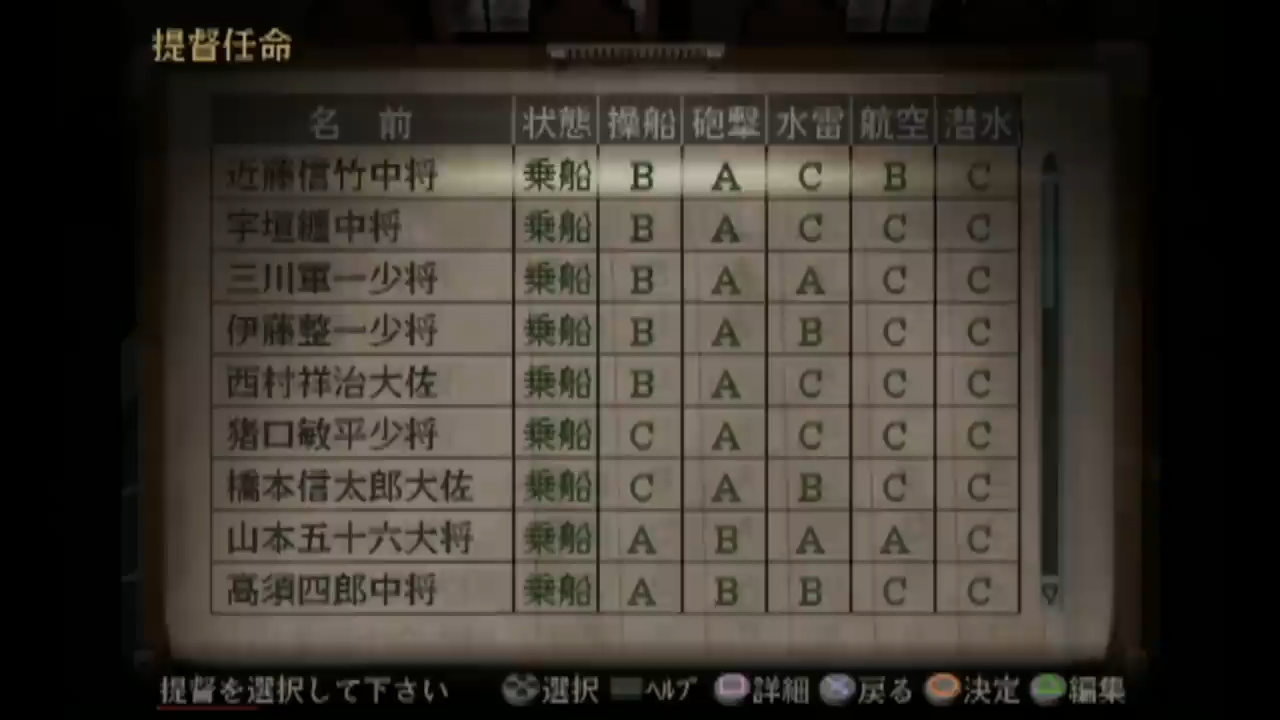 提督任命
名 前 状態 操船 砲撃 水雷 航空 潜水
近藤信竹中将 乗船 B A C B C
宇垣纏中将 乗船 B A C C C
三川軍一少将 乗船 B A A C C
伊藤整一少将 乗船 B A B C C
西村祥治大佐 乗船 B A C C C
猪口敏平少将 乗船 C A C C C
橋本信太郎大佐 乗船 C A B C C
山本五十六大将 乗船 A B A A C
高須四郎中将 乗船 A B B C C
提督を選択して下さい 選択 ヘルプ 詳細 戻る 決定 編集